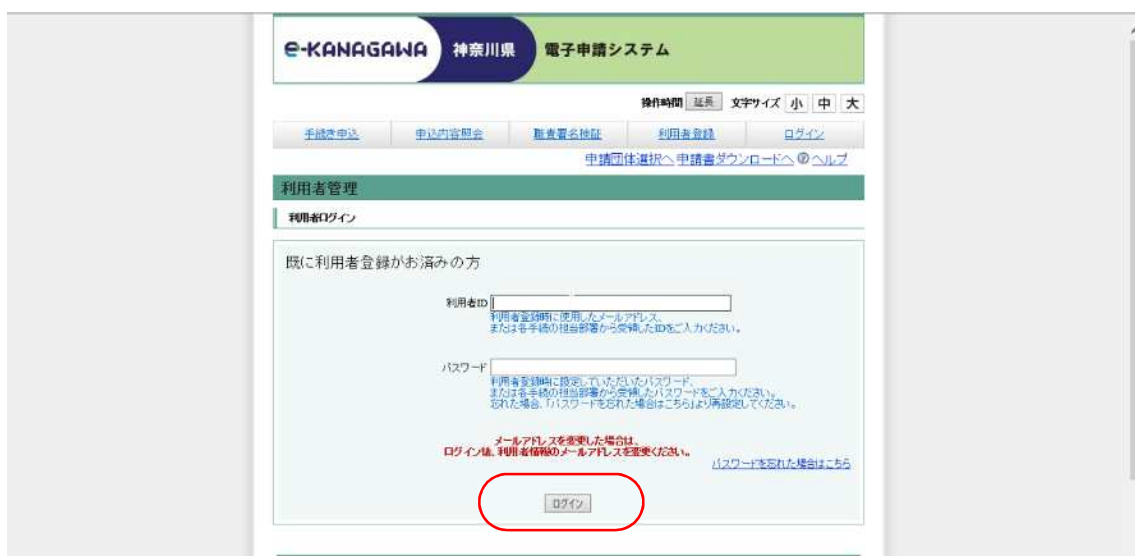 e-KANAGAWA 神奈川県 電子申請システム
操作時間 延長 文字サイズ 小 中 大
手続き申込 申込内容照会 職責署名検証 利用者登録 ログイン
申請団体選択へ 申請書ダウンロードへ ? ヘルプ
利用者管理
利用者ログイン
既に利用者登録がお済みの方
利用者ID
利用者登録時に使用したメールアドレス、
または各手続の担当部署から受領したIDをご入力ください。
パスワード
利用者登録時に設定していただいたパスワード、
または各手続の担当部署から受領したパスワードをご入力ください。
忘れた場合、「パスワードを忘れた場合はこちら」より再設定してください。
メールアドレスを変更した場合は、
ログイン後、利用者情報のメールアドレスを変更ください。
パスワードを忘れた場合はこちら
ログイン